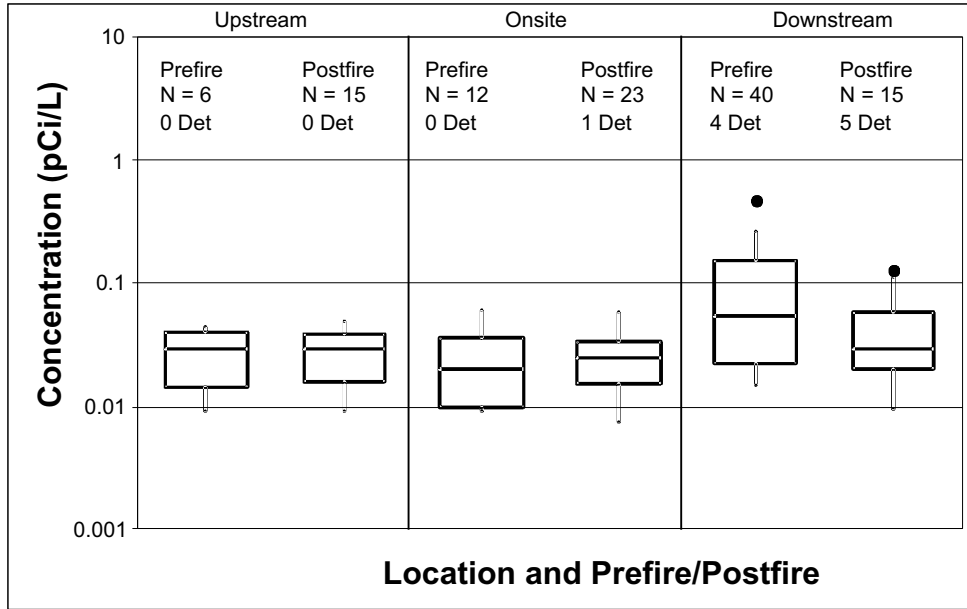 Upstream
Onsite
Downstream
Prefire
N = 6
0 Det
Postfire
N = 15
0 Det
Prefire
N = 12
0 Det
Postfire
N = 23
1 Det
Prefire
N = 40
4 Det
Postfire
N = 15
5 Det
10
1
0.1
0.01
0.001
Concentration (pCi/L)
Location and Prefire/Postfire